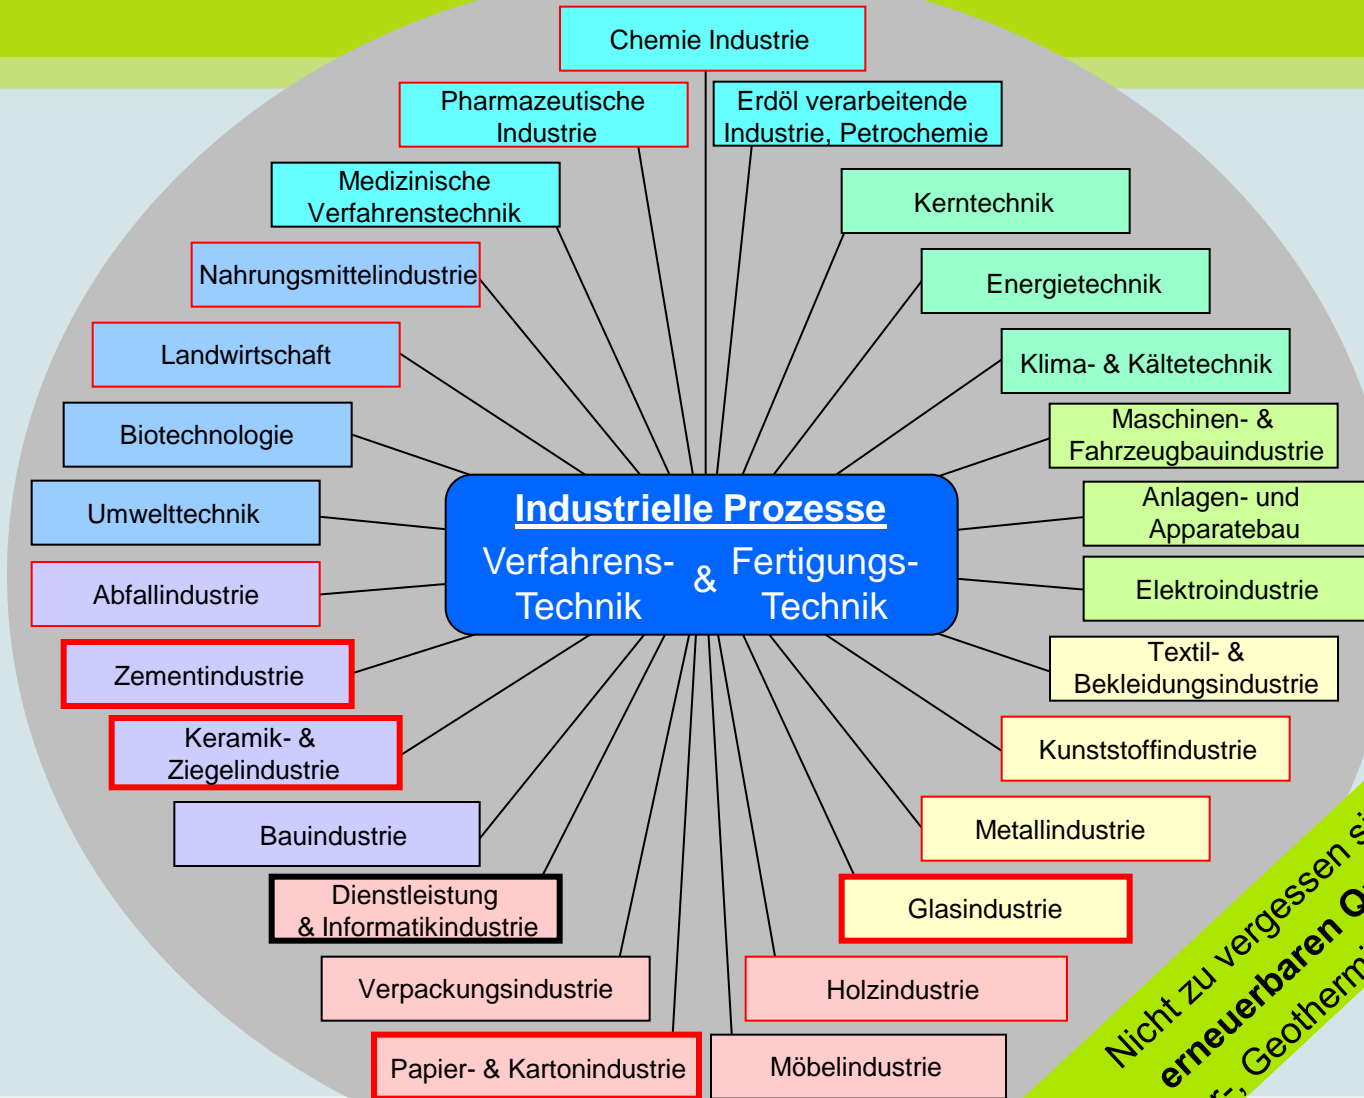 Chemie Industrie
Pharmazeutische
Industrie
Erdöl verarbeitende
Industrie, Petrochemie
Medizinische
Verfahrenstechnik
Kerntechnik
Nahrungsmittelindustrie
Energietechnik
Landwirtschaft
Klima- & Kältetechnik
Biotechnologie
Maschinen- &
Fahrzeugbauindustrie
Umwelttechnik
Anlagen- und
Apparatebau
Industrielle Prozesse
Verfahrens-
Technik
&
Fertigungs-
Technik
Abfallindustrie
Elektroindustrie
Zementindustrie
Textil- &
Bekleidungsindustrie
Keramik- &
Ziegelindustrie
Kunststoffindustrie
Bauindustrie
Metallindustrie
Dienstleistung
& Informatikindustrie
Glasindustrie
Verpackungsindustrie
Holzindustrie
Papier- & Kartonindustrie
Möbelindustrie
Nicht zu vergessen
erneuerbaren